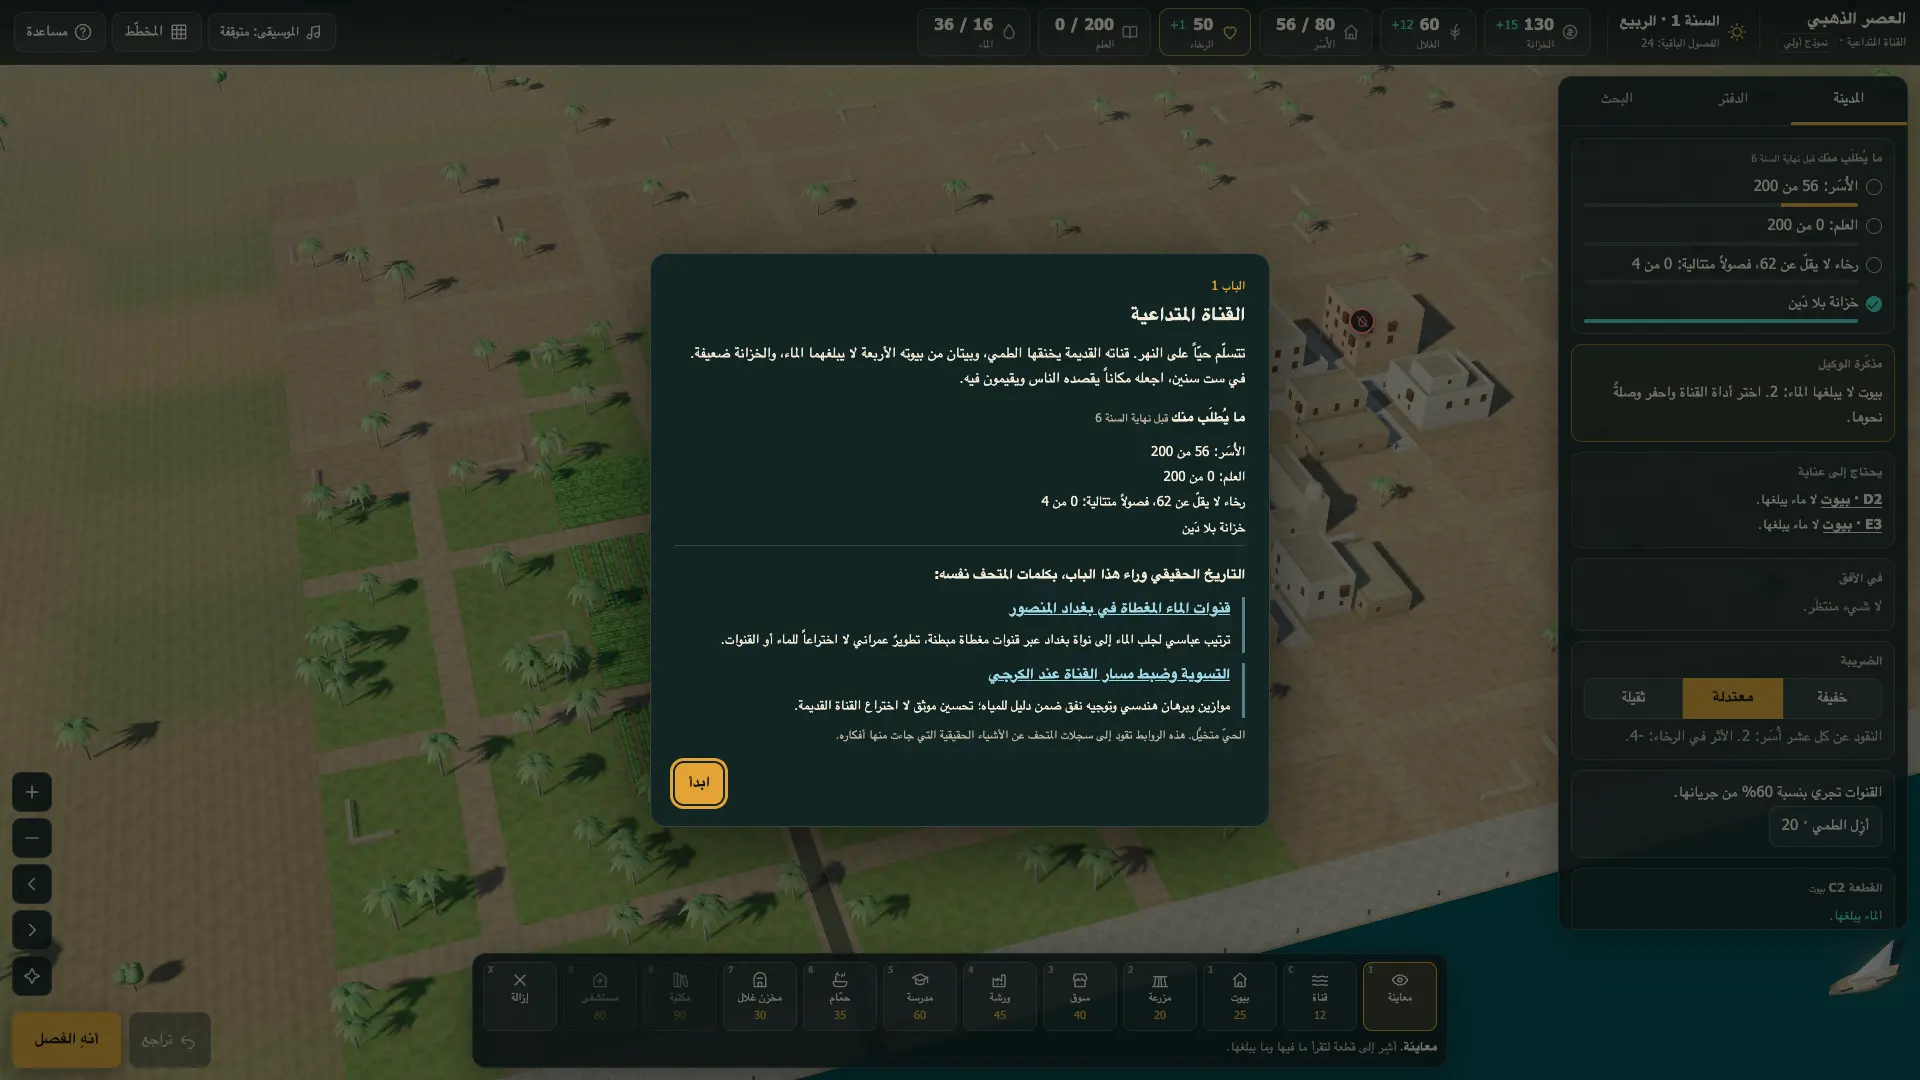 العصر الذهبي
القناة المتداعية · نموذج أولي
السنة 1 · الربيع
الفصول الباقية: 24
130 +15
الخزانة
60 +12
الغلال
56 / 80
الأسَر
50 +1
الرخاء
0 / 200
العلم
36 / 16
الماء
الموسيقى: متوقفة
المخطّط
مساعدة
المدينة
الدفتر
البحث
ما يُطلَب منك قبل نهاية السنة 6
الأُسَر: 56 من 200
العلم: 0 من 200
رخاء لا يقلّ عن 62، فصولاً متتالية: 0 من 4
خزانة بلا دَين
مذكّرة الوكيل
بيوت لا يبلغها الماء: 2. اختر أداة القناة واحفر وصلةً
نحوها.
يحتاج إلى عناية
D2 · بيوت لا ماء يبلغها.
E3 · بيوت لا ماء يبلغها.
في الأفق
لا شيء منتظَر.
الضريبة
خفيفة
معتدلة
ثقيلة
النقود عن كل عشر أُسَر: 2. الأثر في الرخاء: -4.
القنوات تجري بنسبة 60% من جريانها.
أزِل الطمي · 20
القطعة C2 بيوت
الماء يبلغها.
الباب 1
القناة المتداعية
تتسلّم حيّاً على النهر. قناته القديمة يخنقها الطمي، وبيتان من بيوته الأربعة لا يبلغهما الماء، والخزانة ضعيفة.
في ست سنين، اجعله مكاناً يقصده الناس ويقيمون فيه.
ما يُطلَب منك قبل نهاية السنة 6
الأُسَر: 56 من 200
العلم: 0 من 200
رخاء لا يقلّ عن 62، فصولاً متتالية: 0 من 4
خزانة بلا دَين
التاريخ الحقيقي وراء هذا الباب، بكلمات المتحف نفسه:
قنوات الماء المغطاة في بغداد المنصور
ترتيب عباسي لجلب الماء إلى نواة بغداد عبر قنوات مغطاة مبطنة، تطويرٌ عمراني لا اختراعاً للماء أو القنوات.
التسوية وضبط مسار القناة عند الكرجي
موازين وبرهان هندسي وتوجيه نفق ضمن دليل للمياه؛ تحسين موثق لا اختراع القناة القديمة.
الحيّ متخيَّل. هذه الروابط تقود إلى سجلات المتحف عن الأشياء الحقيقية التي جاءت منها أفكاره.
ابدأ
I
معاينة
C
قناة
12
1
بيوت
25
2
مزرعة
20
3
سوق
40
4
ورشة
45
5
مدرسة
60
6
حمّام
35
7
مخزن غلال
30
8
مكتبة
90
9
مستشفى
80
X
إزالة
معاينة. أشِر إلى قطعة لتقرأ ما فيها وما يبلغها.
تراجع
أنهِ الفصل